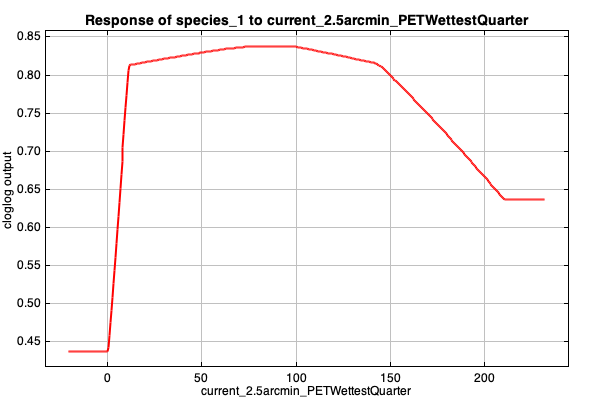 Response of species_1 to current_2.5arcmin_PETWettestQuarter
0.85
0.80
0.75
0.70
0.65
0.60
0.55
0.50
0.45
cloglog output
0 50 100 150 200
current_2.5arcmin_PETWettestQuarter